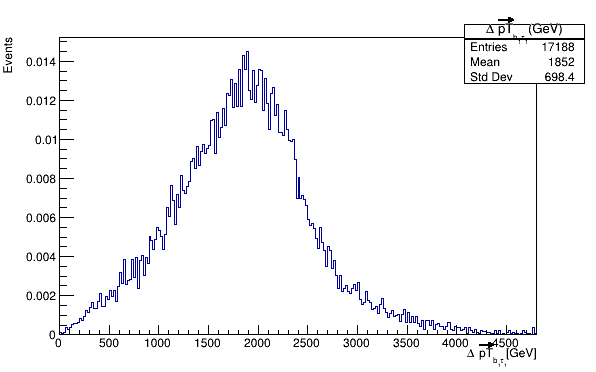 Δ pT b₁τ₁ (GeV)
Entries 17188
Mean 1852
Std Dev 698.4
Events
0.014
0.012
0.01
0.008
0.006
0.004
0.002
0
0 500 1000 1500 2000 2500 3000 3500 4000 4500
Δ pT b₁τ₁ [GeV]